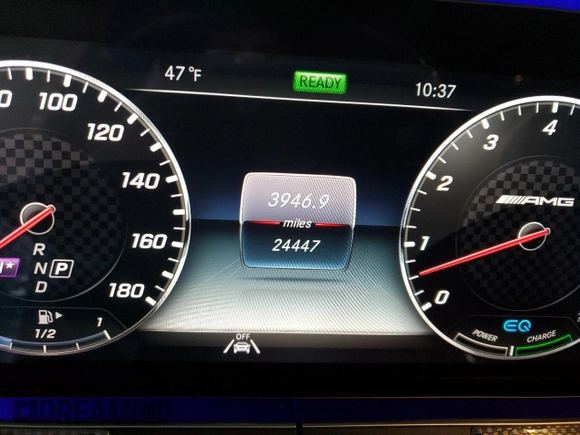 47 °F
READY
10:37
100
120
140
160
180
R
N
D
P
1/2
1
3946.9
miles
24447
OFF
4
3
2
1
0
AMG
EQ
POWER
CHARGE
DREAMBID